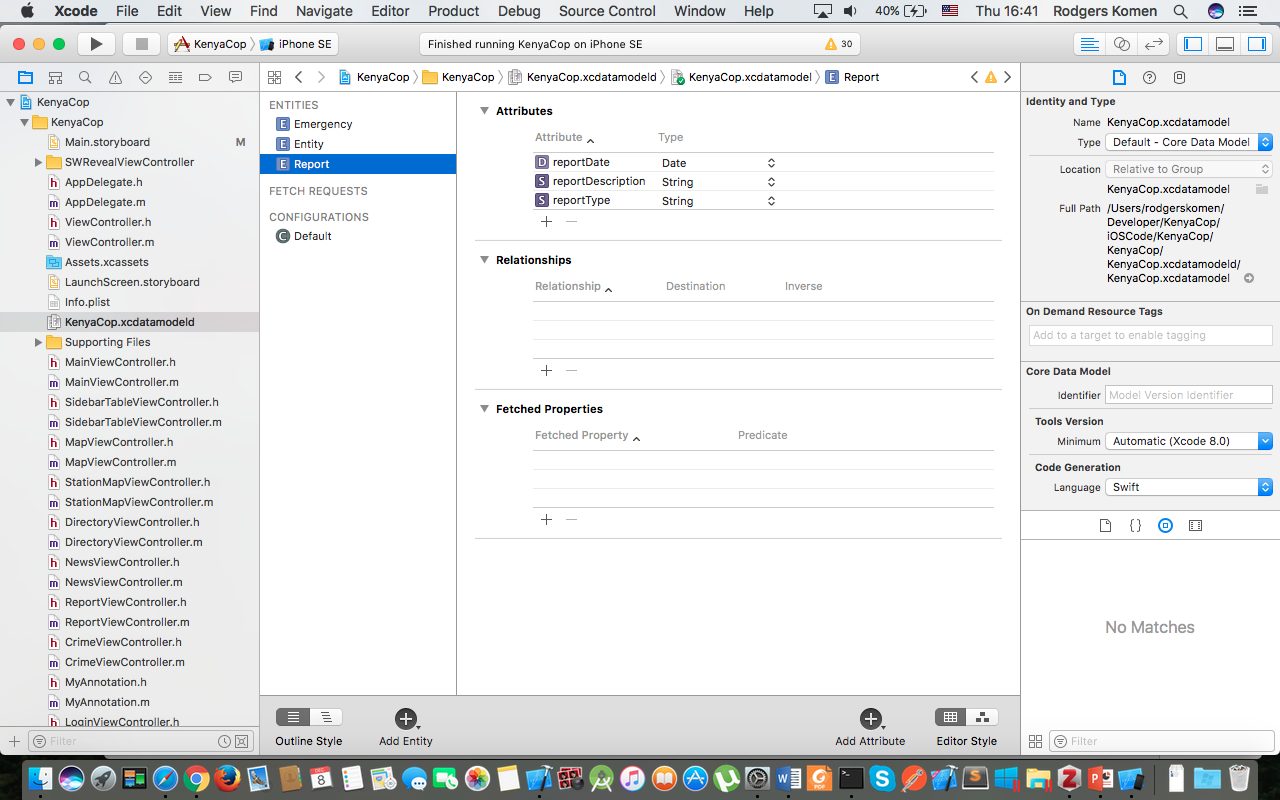 Xcode File Edit View Find Navigate Editor Product Debug Source Control Window Help 40% Thu 16:41 Rodgers Komen
KenyaCop iPhone SE Finished running KenyaCop on iPhone SE 30
KenyaCop KenyaCop KenyaCop.xcdatamodeld KenyaCop.xcdatamodel E Report
KenyaCop
KenyaCop
Main.storyboard M
SWRevealViewController
AppDelegate.h
AppDelegate.m
ViewController.h
ViewController.m
Assets.xcassets
LaunchScreen.storyboard
Info.plist
KenyaCop.xcdatamodeld
Supporting Files
MainViewController.h
MainViewController.m
SidebarTableViewController.h
SidebarTableViewController.m
MapViewController.h
MapViewController.m
StationMapViewController.h
StationMapViewController.m
DirectoryViewController.h
DirectoryViewController.m
NewsViewController.h
NewsViewController.m
ReportViewController.h
ReportViewController.m
CrimeViewController.h
CrimeViewController.m
MyAnnotation.h
MyAnnotation.m
LoginViewController.h
Filter
ENTITIES
E Emergency
E Entity
E Report
FETCH REQUESTS
CONFIGURATIONS
C Default
Attributes
Attribute Type
D reportDate Date
S reportDescription String
S reportType String
Relationships
Relationship Destination Inverse
Fetched Properties
Fetched Property Predicate
Outline Style Add Entity Add Attribute Editor Style
Identity and Type
Name KenyaCop.xcdatamodel
Type Default - Core Data Model
Location Relative to Group
KenyaCop.xcdatamodel
Full Path /Users/rodgerskomen/
Developer/KenyaCop/
iOSCode/KenyaCop/
KenyaCop/
KenyaCop.xcdatamodeld/
KenyaCop.xcdatamodel
On Demand Resource Tags
Add to a target to enable tagging
Core Data Model
Identifier Model Version Identifier
Tools Version
Minimum Automatic (Xcode 8.0)
Code Generation
Language Swift
No Matches
Filter